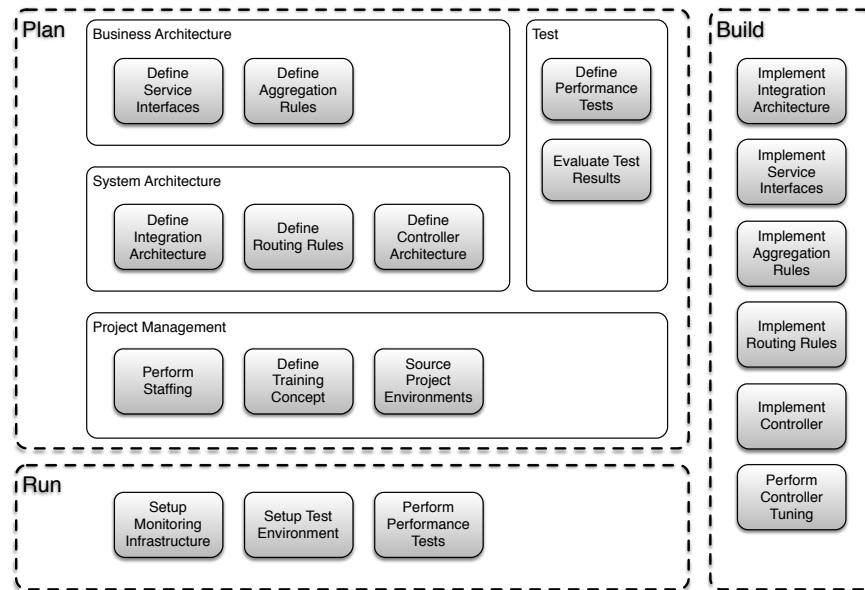 Plan
Business Architecture
Define
Service
Interfaces
Define
Aggregation
Rules
System Architecture
Define
Integration
Architecture
Define
Routing Rules
Define
Controller
Architecture
Test
Define
Performance
Tests
Evaluate Test
Results
Project Management
Perform
Staffing
Define
Training
Concept
Source
Project
Environments
Run
Setup
Monitoring
Infrastructure
Setup Test
Environment
Perform
Performance
Tests
Build
Implement
Integration
Architecture
Implement
Service
Interfaces
Implement
Aggregation
Rules
Implement
Routing Rules
Implement
Controller
Perform
Controller
Tuning